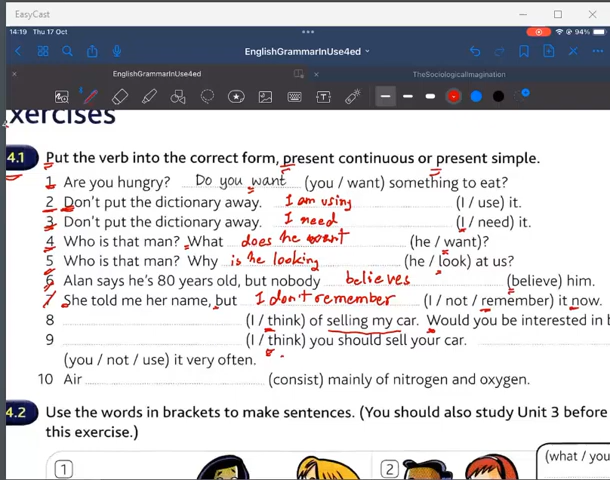 EasyCast
14:19 Thu 17 Oct
94%
EnglishGrammarInUse4ed
EnglishGrammarInUse4ed
TheSociologicalImagination
xercises
4.1 Put the verb into the correct form, present continuous or present simple.
1 Are you hungry? Do you want (you / want) something to eat?
2 Don't put the dictionary away. I am using (I / use) it.
3 Don't put the dictionary away. I need (I / need) it.
4 Who is that man? What does he want (he / want)?
5 Who is that man? Why is he looking (he / look) at us?
6 Alan says he's 80 years old, but nobody believes (believe) him.
7 She told me her name, but I don't remember (I / not / remember) it now.
8 (I / think) of selling my car. Would you be interested in b
9 (I / think) you should sell your car.
(you / not / use) it very often.
10 Air (consist) mainly of nitrogen and oxygen.
4.2 Use the words in brackets to make sentences. (You should also study Unit 3 before
this exercise.)
1
2
(what / you